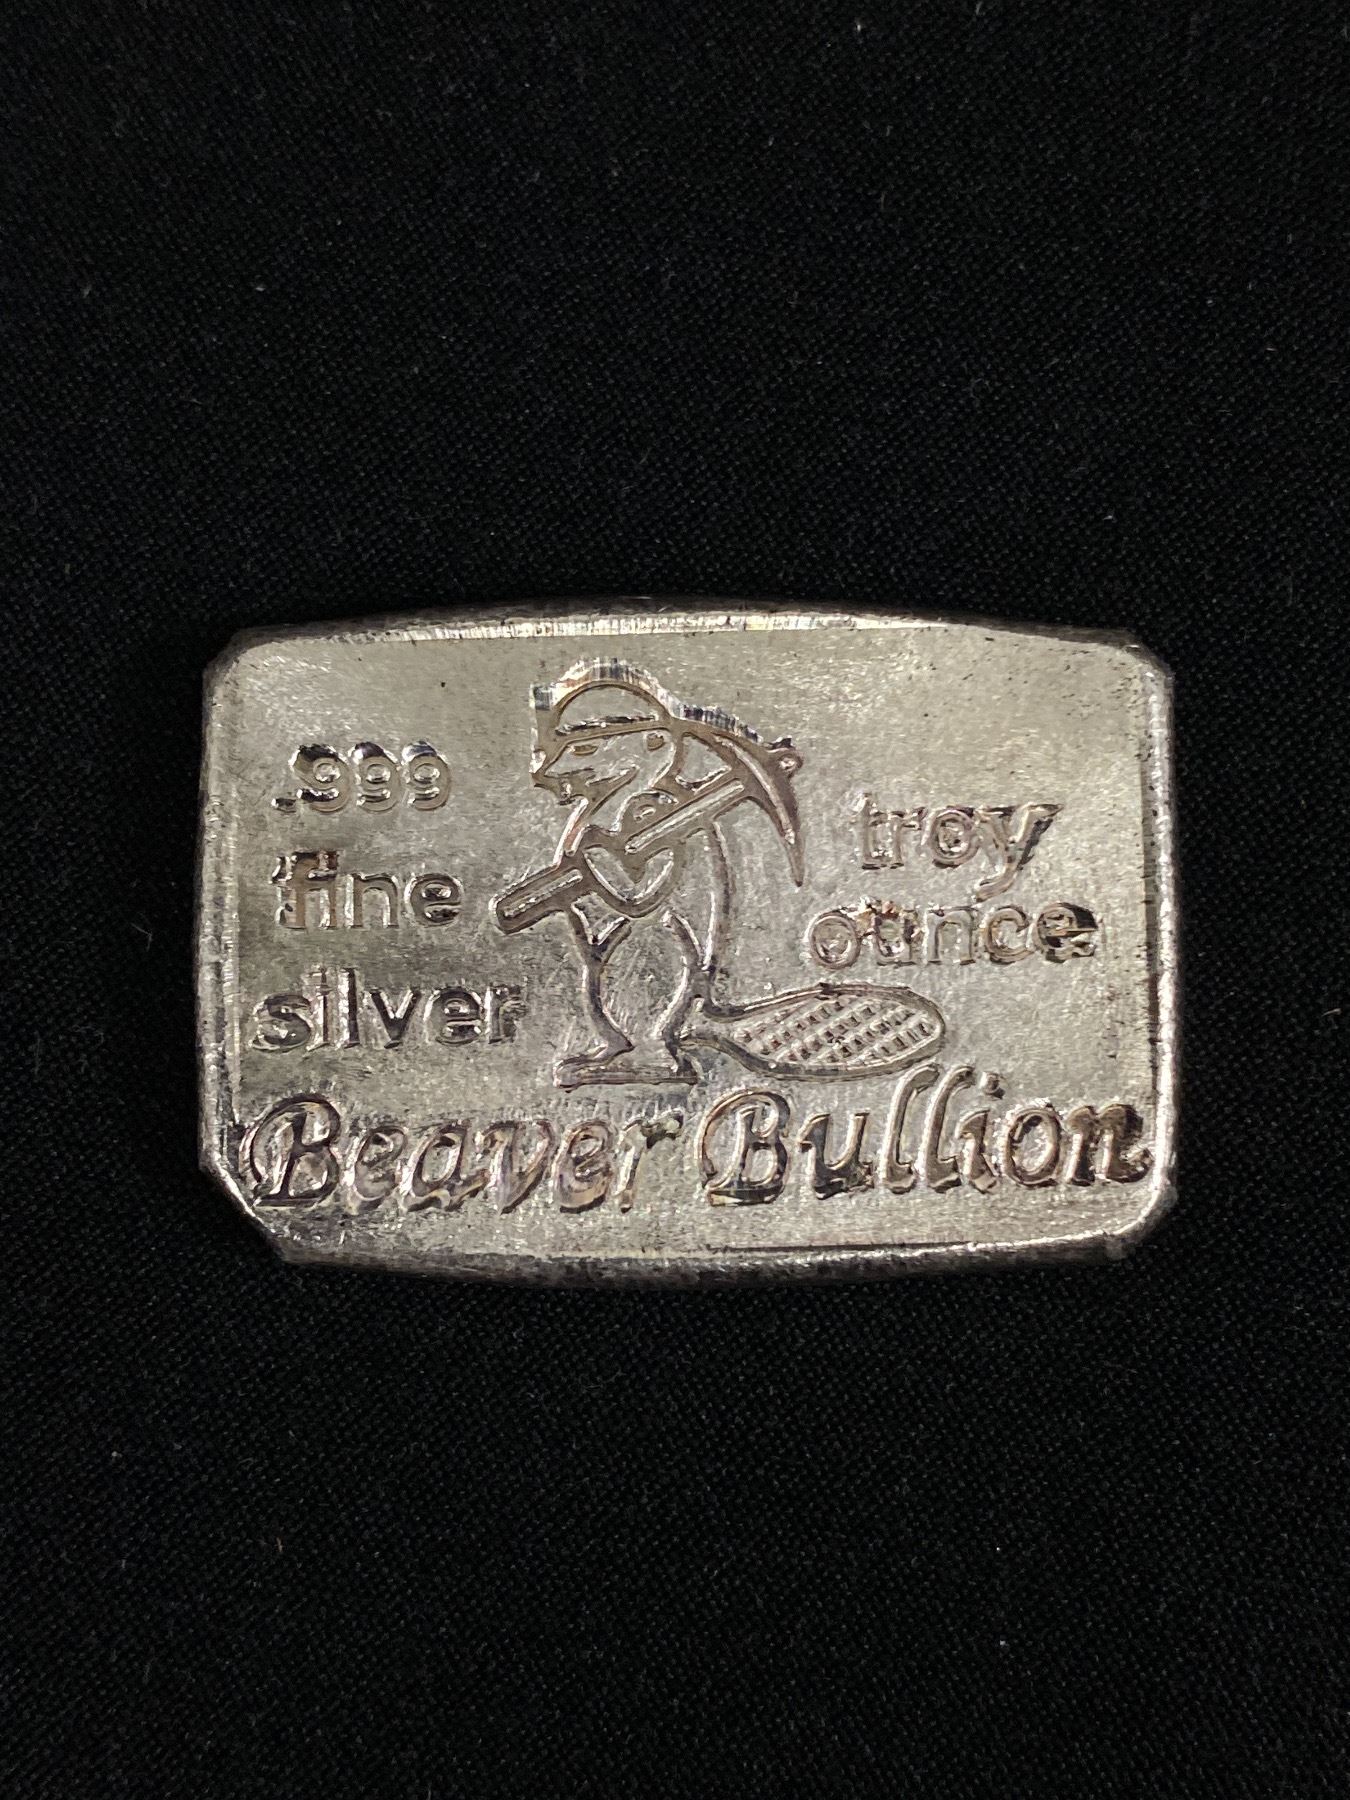 .999
fine
silver
troy
ounce
Beaver Bullion